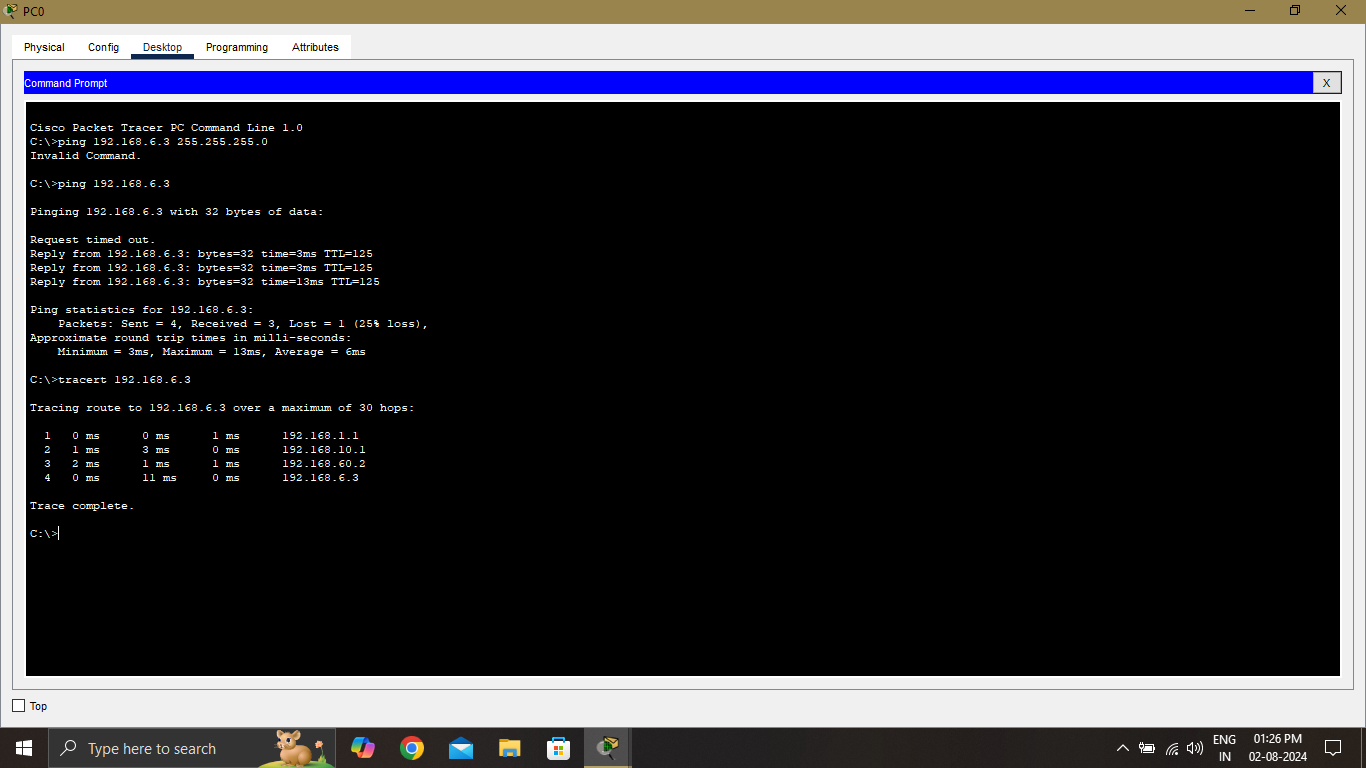 PC0
Physical Config Desktop Programming Attributes
Command Prompt
X
Cisco Packet Tracer PC Command Line 1.0
C:\>ping 192.168.6.3 255.255.255.0
Invalid Command.
C:\>ping 192.168.6.3
Pinging 192.168.6.3 with 32 bytes of data:
Request timed out.
Reply from 192.168.6.3: bytes=32 time=3ms TTL=125
Reply from 192.168.6.3: bytes=32 time=3ms TTL=125
Reply from 192.168.6.3: bytes=32 time=13ms TTL=125
Ping statistics for 192.168.6.3:
Packets: Sent = 4, Received = 3, Lost = 1 (25% loss),
Approximate round trip times in milli-seconds:
Minimum = 3ms, Maximum = 13ms, Average = 6ms
C:\>tracert 192.168.6.3
Tracing route to 192.168.6.3 over a maximum of 30 hops:
1 0 ms 0 ms 1 ms 192.168.1.1
2 1 ms 3 ms 0 ms 192.168.10.1
3 2 ms 1 ms 1 ms 192.168.60.2
4 0 ms 11 ms 0 ms 192.168.6.3
Trace complete.
C:\>
Top
Type here to search
ENG
IN
01:26 PM
02-08-2024